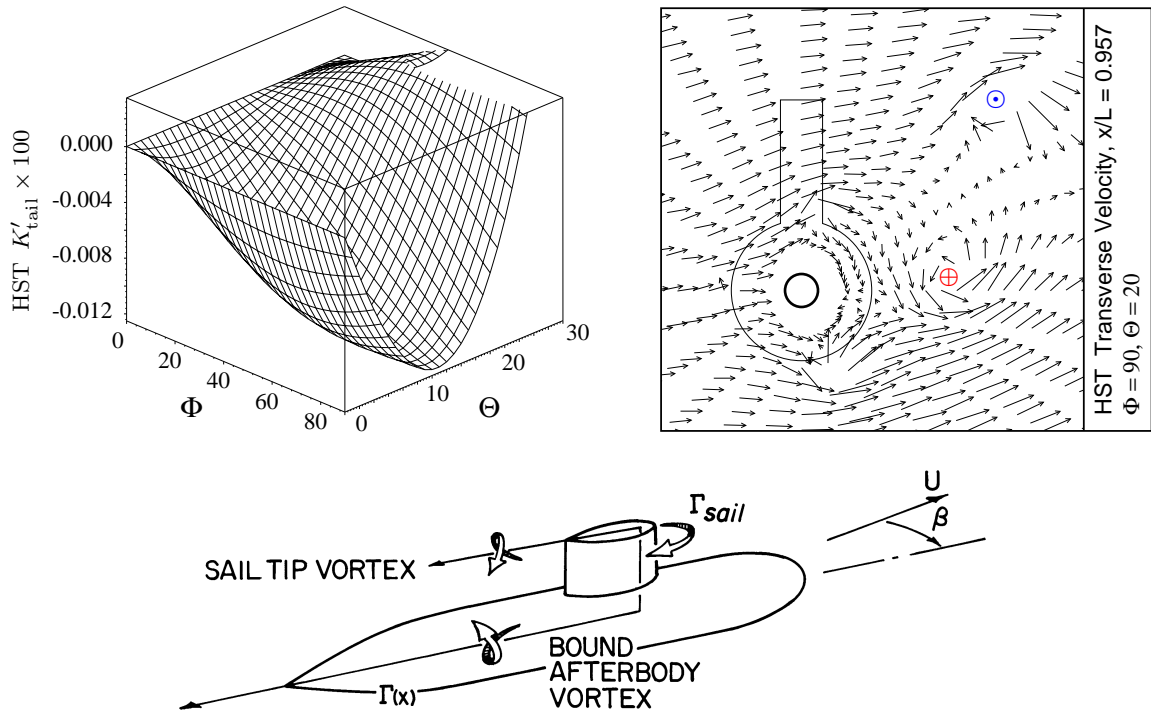 HST K′tail × 100
0.000
-0.004
-0.008
-0.012
0
20
40
60
80
Φ
0
10
20
30
Θ
HST Transverse Velocity, x/L = 0.957
Φ = 90, Θ = 20
U
β
Γsail
SAIL TIP VORTEX
BOUND
AFTERBODY
VORTEX
Γ(x)